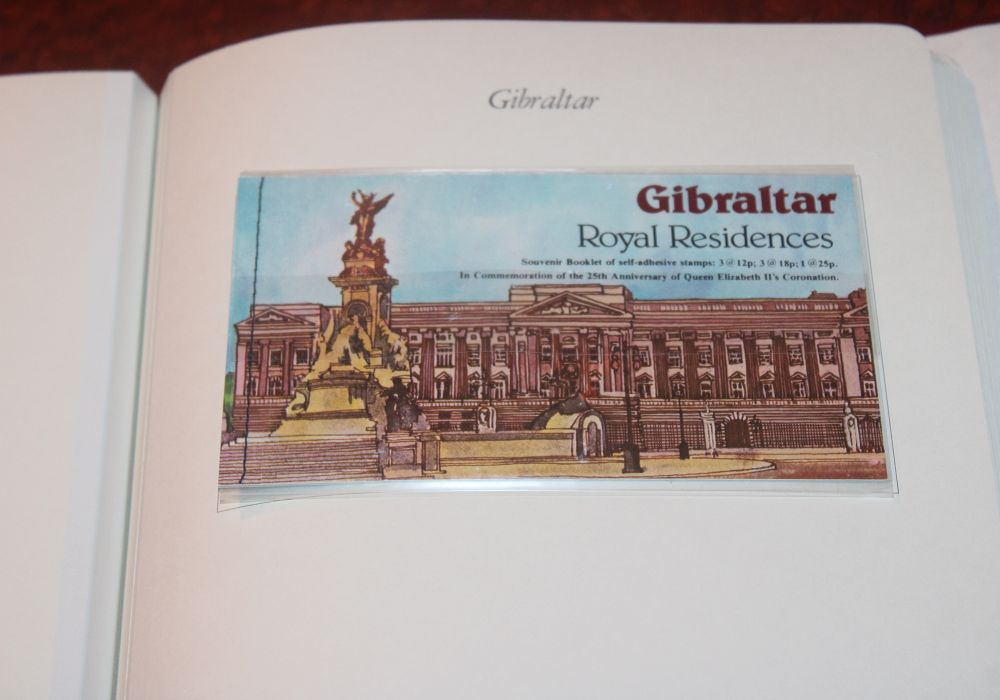 Gibraltar
Gibraltar
Royal Residences
Souvenir Booklet of self-adhesive stamps: 3 @ 12p; 3 @ 18p; 1 @ 25p.
In Commemoration of the 25th Anniversary of Queen Elizabeth II's Coronation.